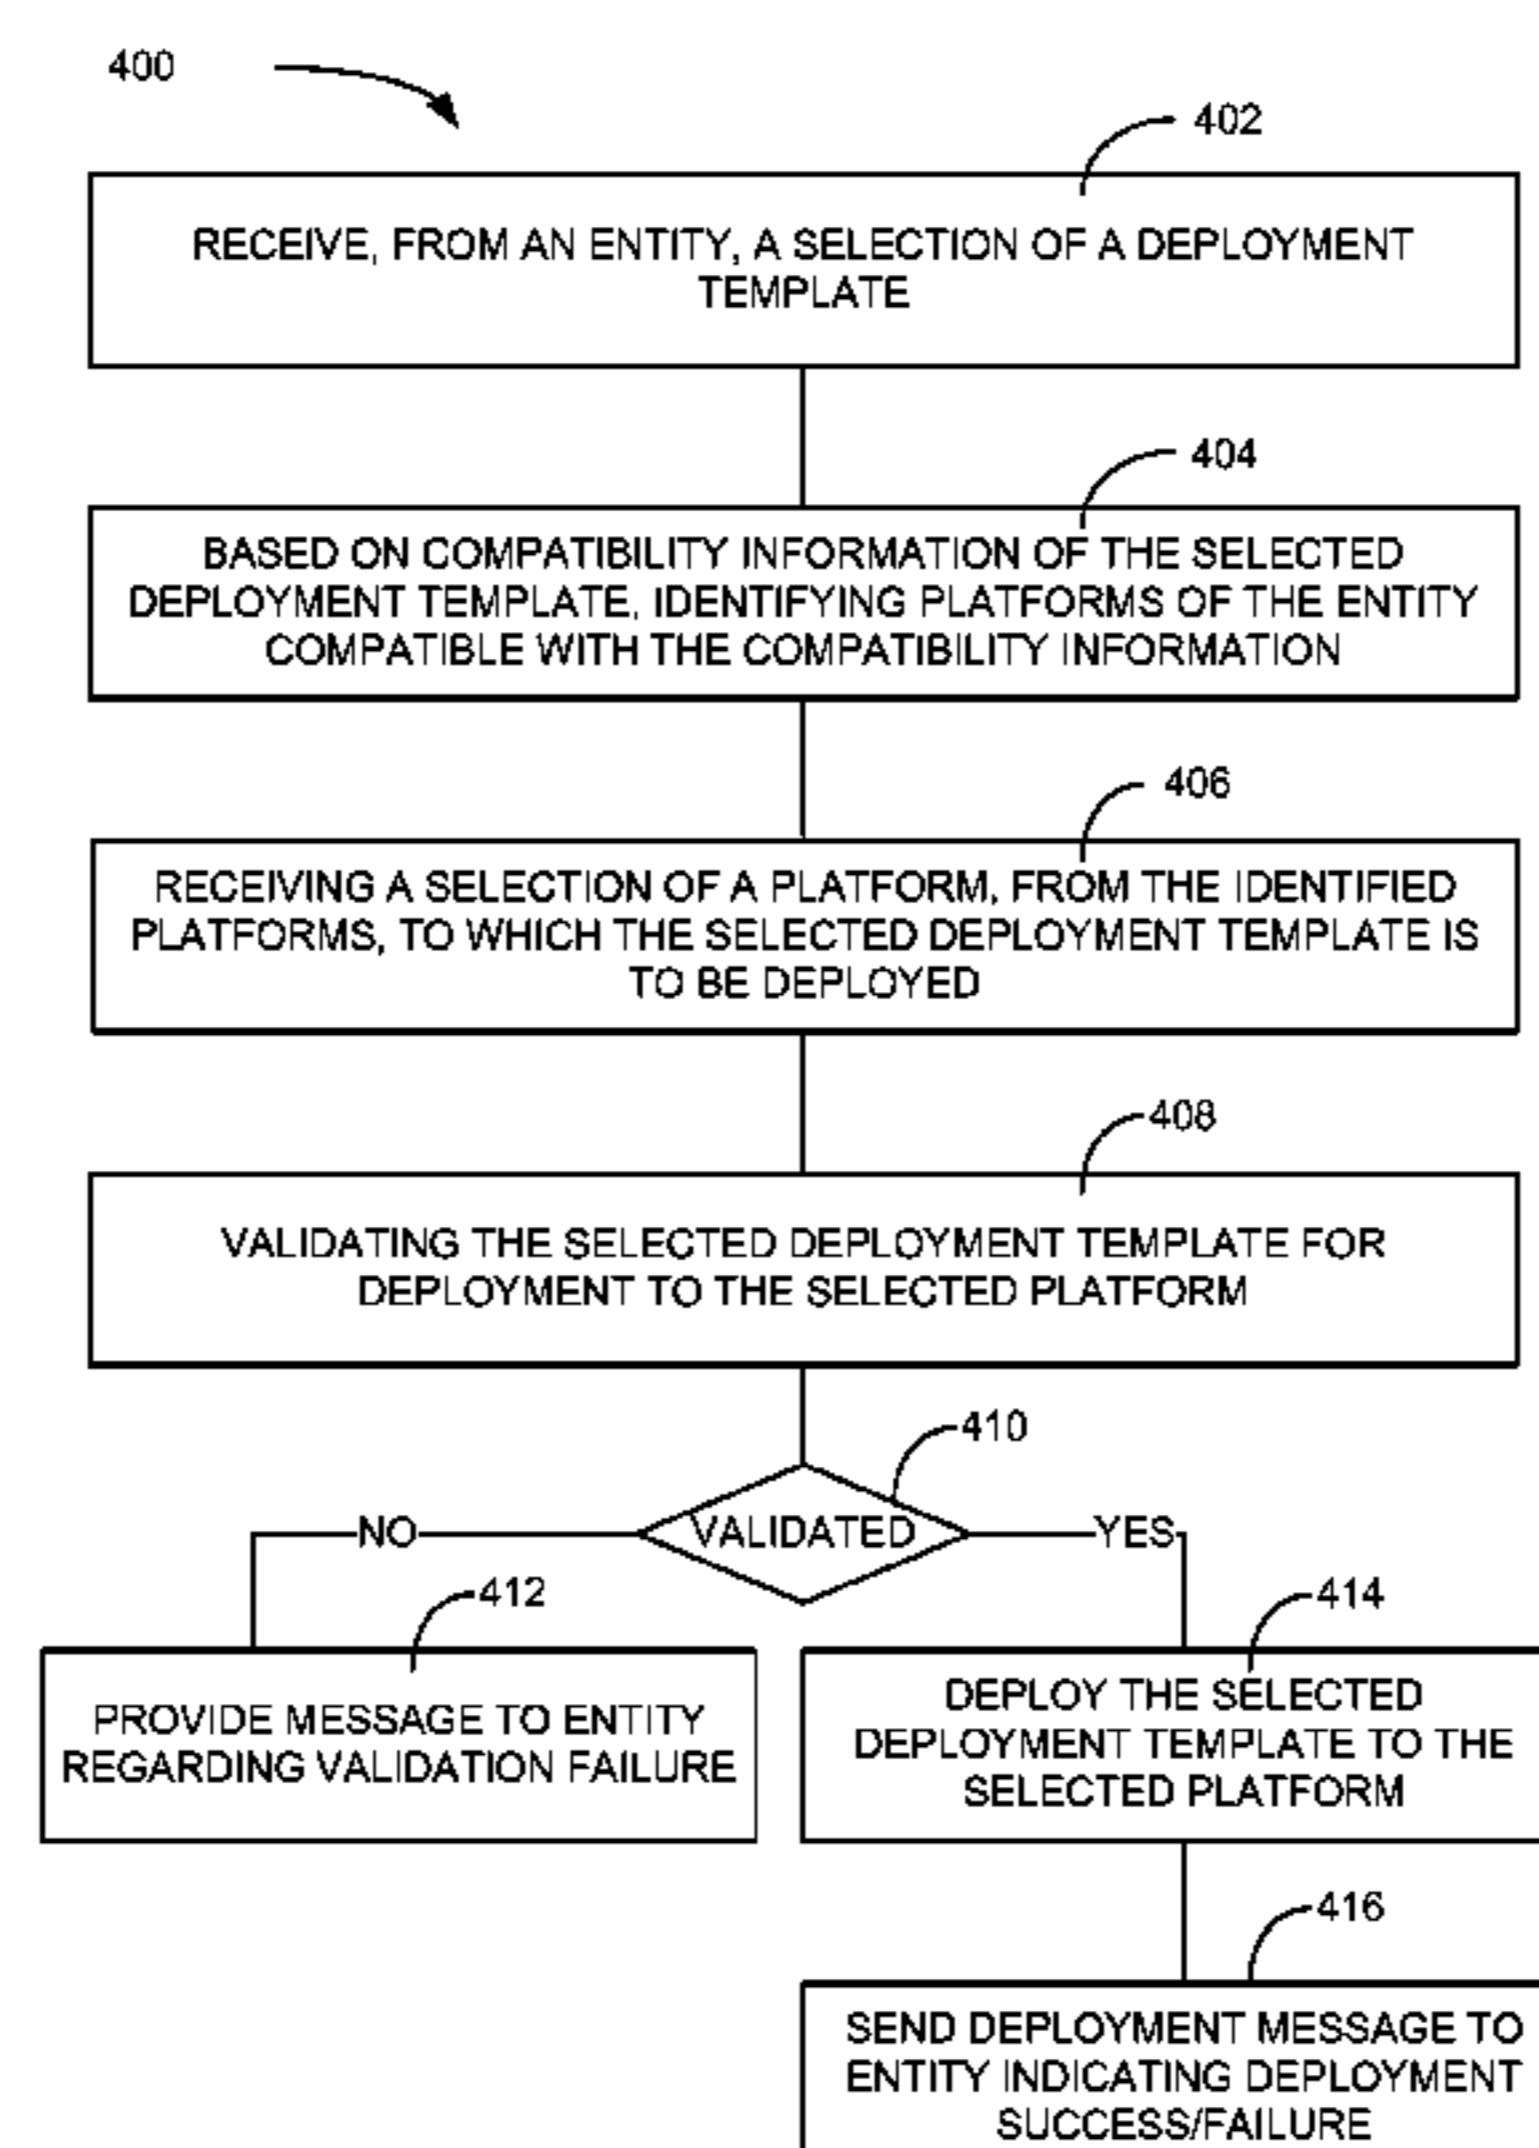 400
402
RECEIVE, FROM AN ENTITY, A SELECTION OF A DEPLOYMENT
TEMPLATE
404
BASED ON COMPATIBILITY INFORMATION OF THE SELECTED
DEPLOYMENT TEMPLATE, IDENTIFYING PLATFORMS OF THE ENTITY
COMPATIBLE WITH THE COMPATIBILITY INFORMATION
406
RECEIVING A SELECTION OF A PLATFORM, FROM THE IDENTIFIED
PLATFORMS, TO WHICH THE SELECTED DEPLOYMENT TEMPLATE IS
TO BE DEPLOYED
408
VALIDATING THE SELECTED DEPLOYMENT TEMPLATE FOR
DEPLOYMENT TO THE SELECTED PLATFORM
410
NO
VALIDATED
YES
412
PROVIDE MESSAGE TO ENTITY
REGARDING VALIDATION FAILURE
414
DEPLOY THE SELECTED
DEPLOYMENT TEMPLATE TO THE
SELECTED PLATFORM
416
SEND DEPLOYMENT MESSAGE TO
ENTITY INDICATING DEPLOYMENT
SUCCESS/FAILURE